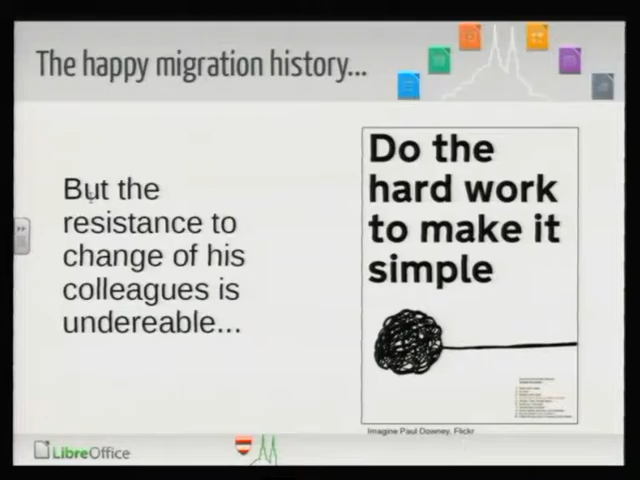 The happy migration history...
But the
resistance to
change of his
colleagues is
undereable...
Do the
hard work
to make it
simple
Imagine Paul Downey, Flickr
LibreOffice